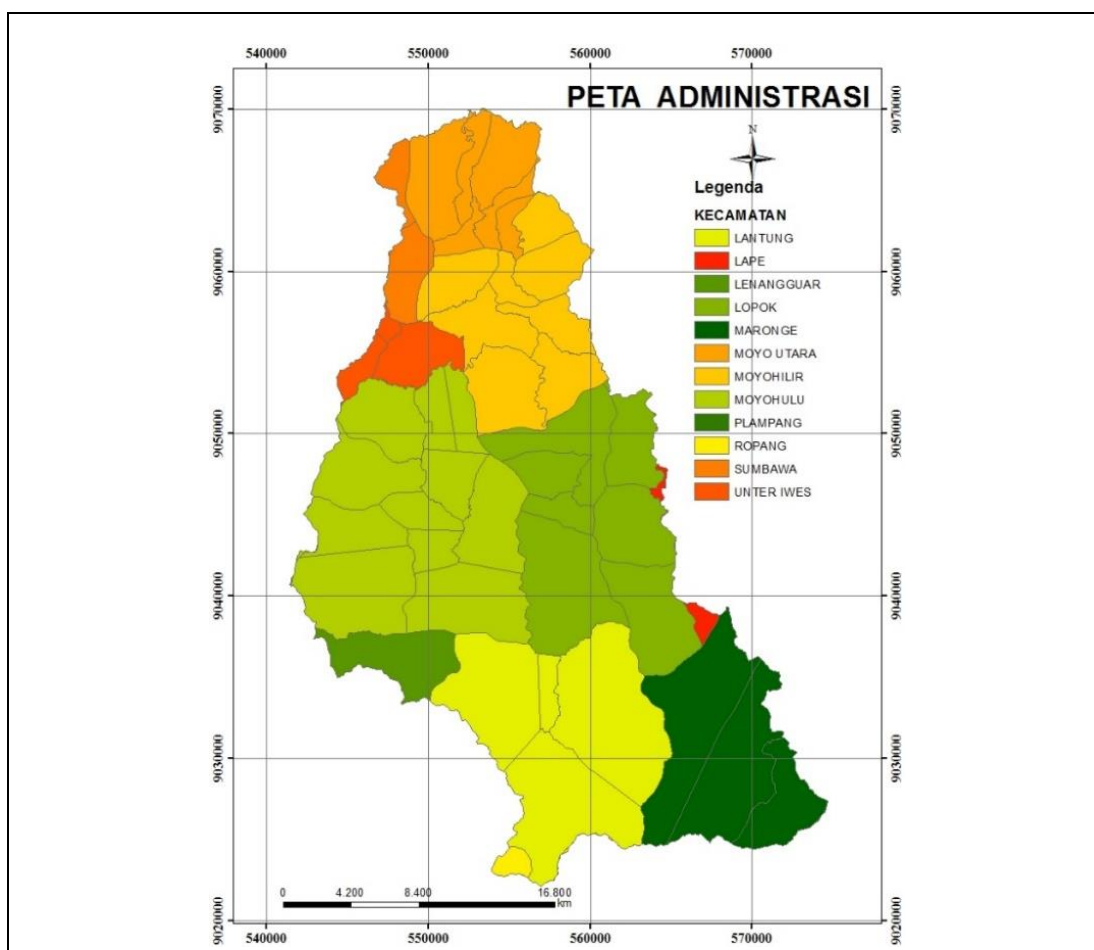 540000 550000 560000 570000
PETA ADMINISTRASI
N
Legenda
KECAMATAN
LANTUNG
LAPE
LENANGGUAR
LOPOK
MARONGE
MOYO UTARA
MOYOHILIR
MOYOHULU
PLAMPANG
ROPANG
SUMBAWA
UNTER IWES
9070000 9070000
9060000 9060000
9050000 9050000
9040000 9040000
9030000 9030000
9020000 9020000
0 4.200 8.400 16.800
km
540000 550000 560000 570000